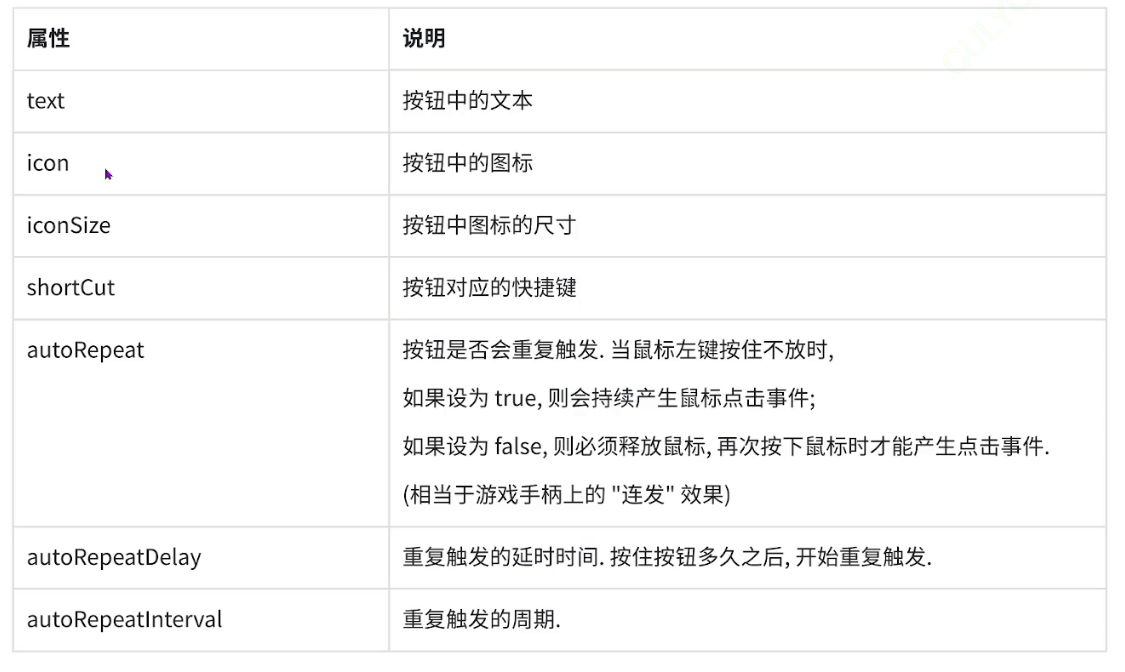 属性 说明
text 按钮中的文本
icon 按钮中的图标
iconSize 按钮中图标的尺寸
shortCut 按钮对应的快捷键
autoRepeat 按钮是否会重复触发. 当鼠标左键按住不放时,
如果设为 true, 则会持续产生鼠标点击事件;
如果设为 false, 则必须释放鼠标, 再次按下鼠标时才能产生点击事件.
(相当于游戏手柄上的 "连发" 效果)
autoRepeatDelay 重复触发的延时时间. 按住按钮多久之后, 开始重复触发.
autoRepeatInterval 重复触发的周期.